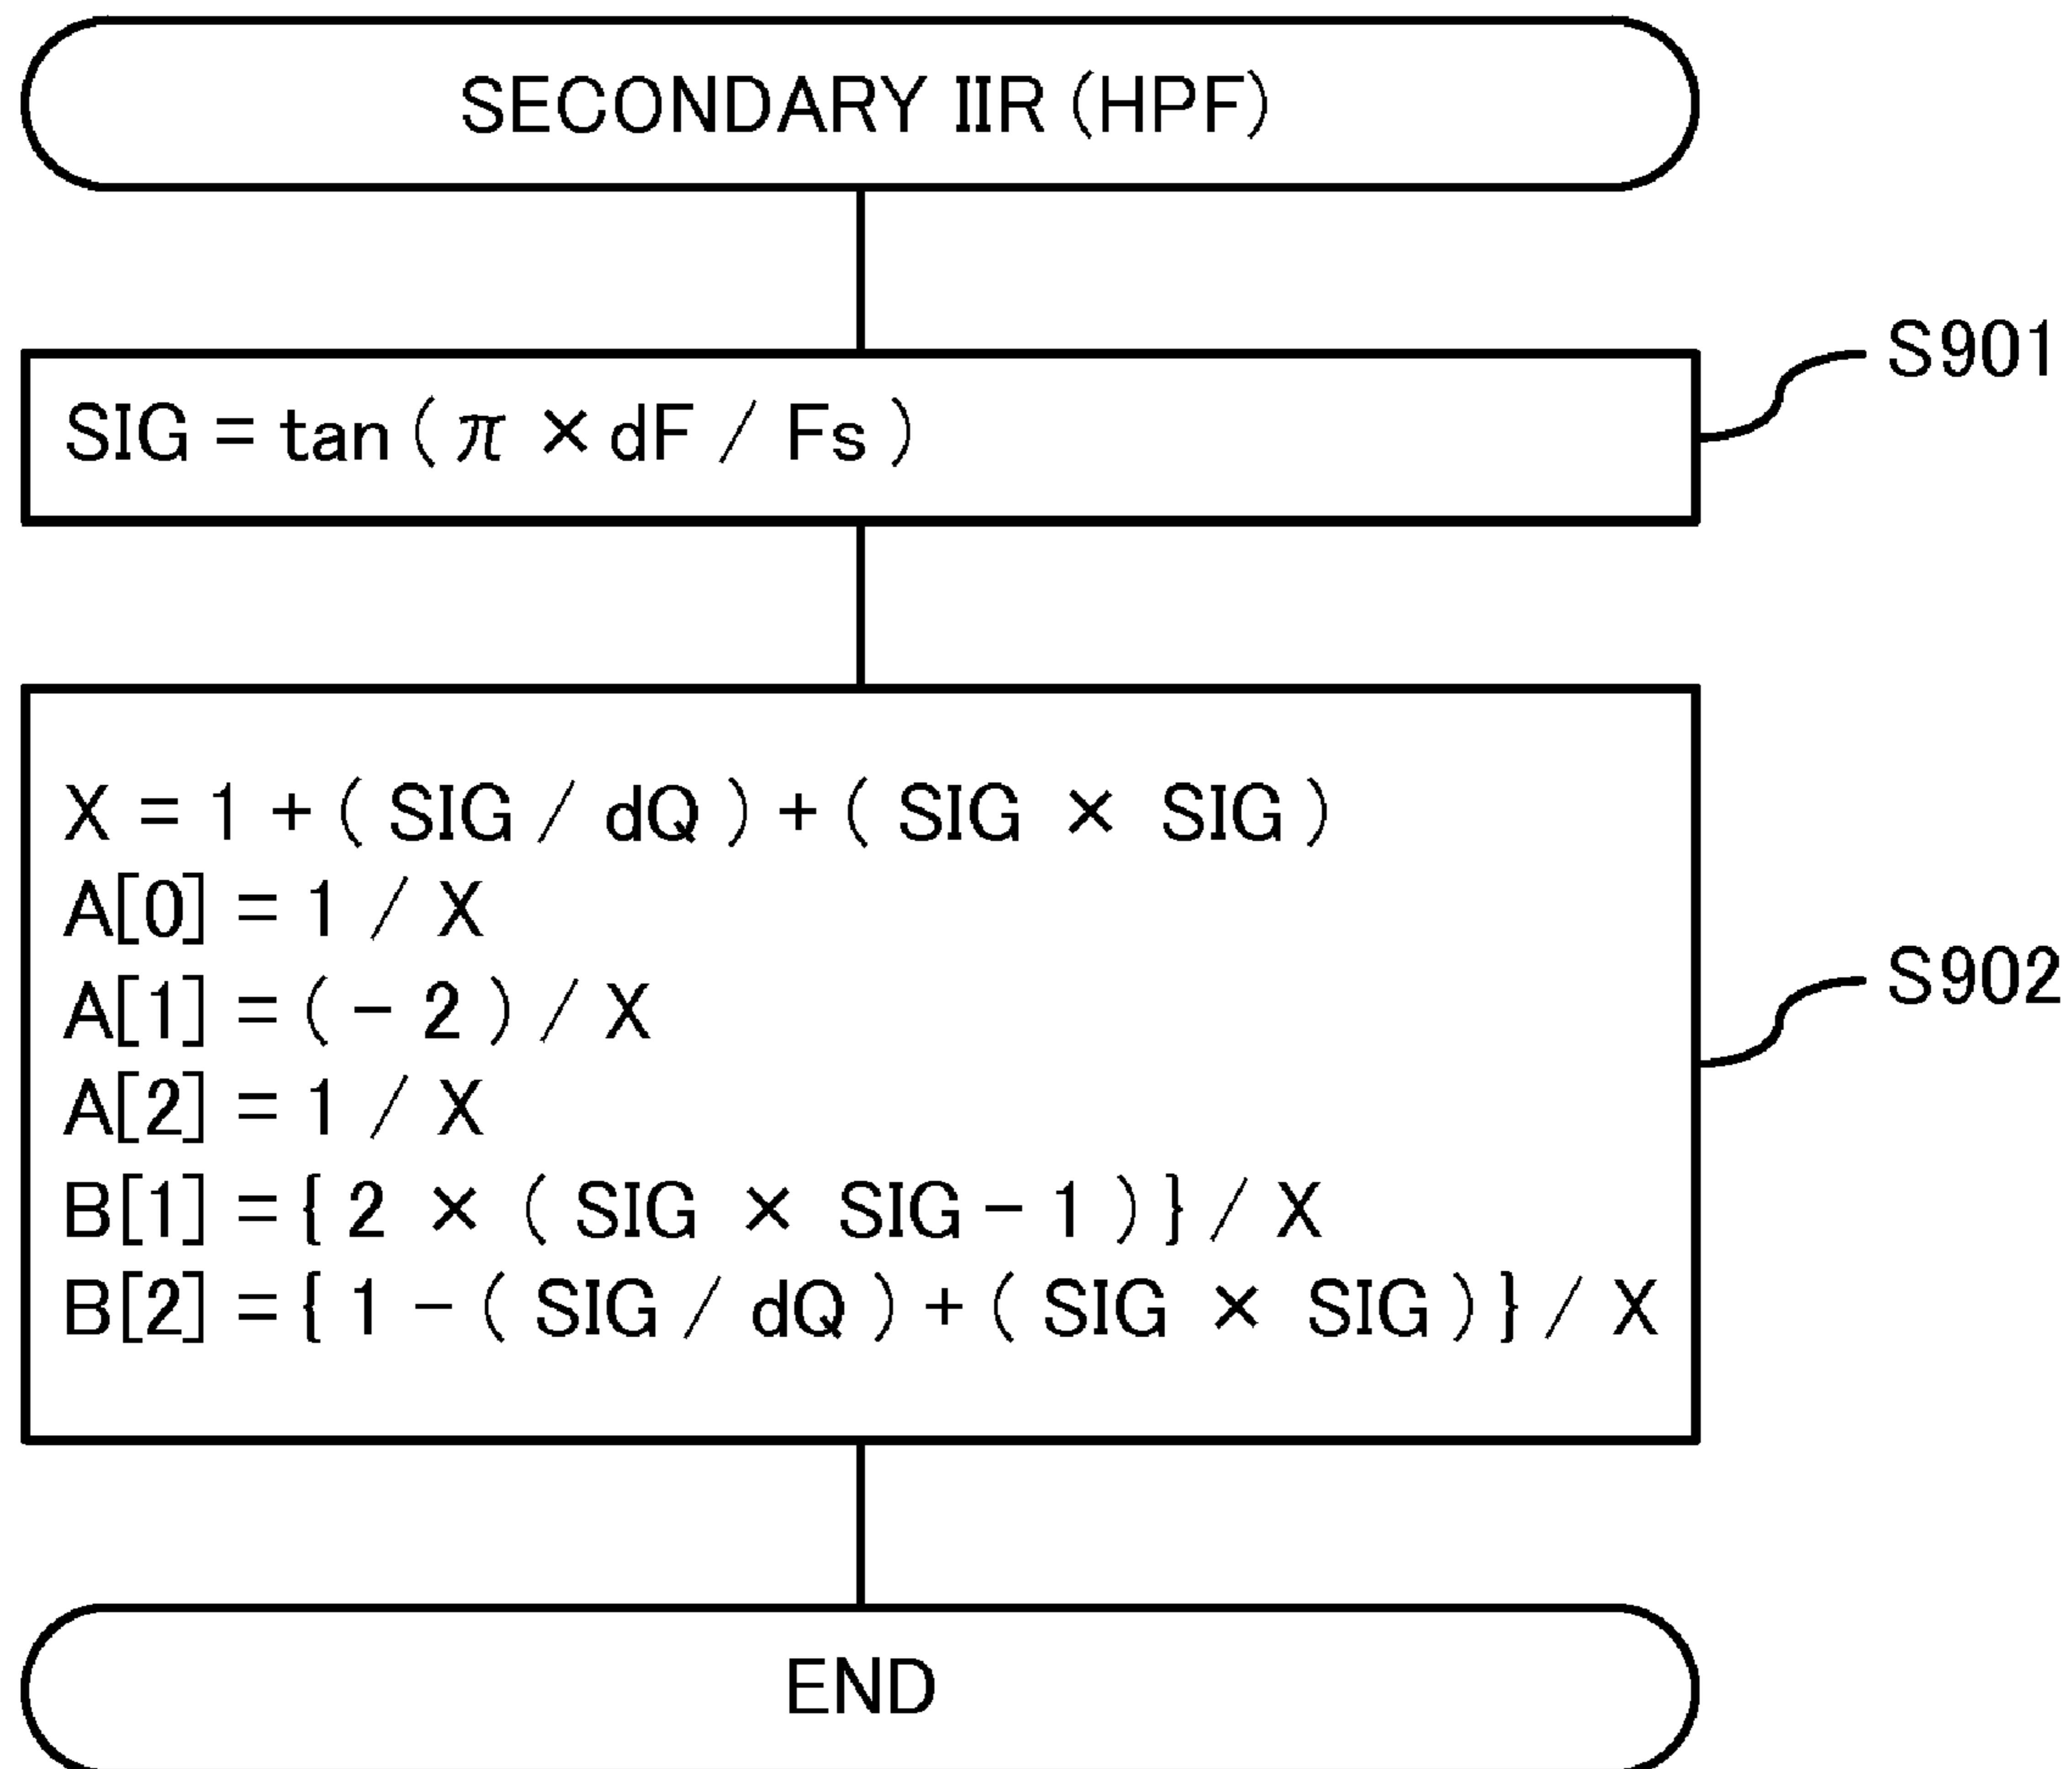 SECONDARY IIR (HPF)
S901
SIG = tan ( π × dF / Fs )
X = 1 + ( SIG / dQ ) + ( SIG × SIG )
A[0] = 1 / X
A[1] = ( - 2 ) / X
A[2] = 1 / X
B[1] = { 2 × ( SIG × SIG - 1 ) } / X
B[2] = { 1 - ( SIG / dQ ) + ( SIG × SIG ) } / X
S902
END